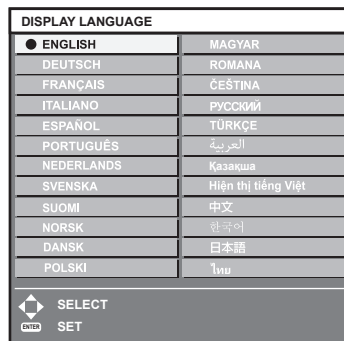 DISPLAY LANGUAGE
ENGLISH
DEUTSCH
FRANÇAIS
ITALIANO
ESPAÑOL
PORTUGUÊS
NEDERLANDS
SVENSKA
SUOMI
NORSK
DANSK
POLSKI
MAGYAR
ROMANA
ČEŠTINA
РУССКИЙ
TÜRKÇE
العربية
Қазақша
Hiện thị tiếng Việt
中文
한국어
日本語
ไทย
SELECT
ENTER SET